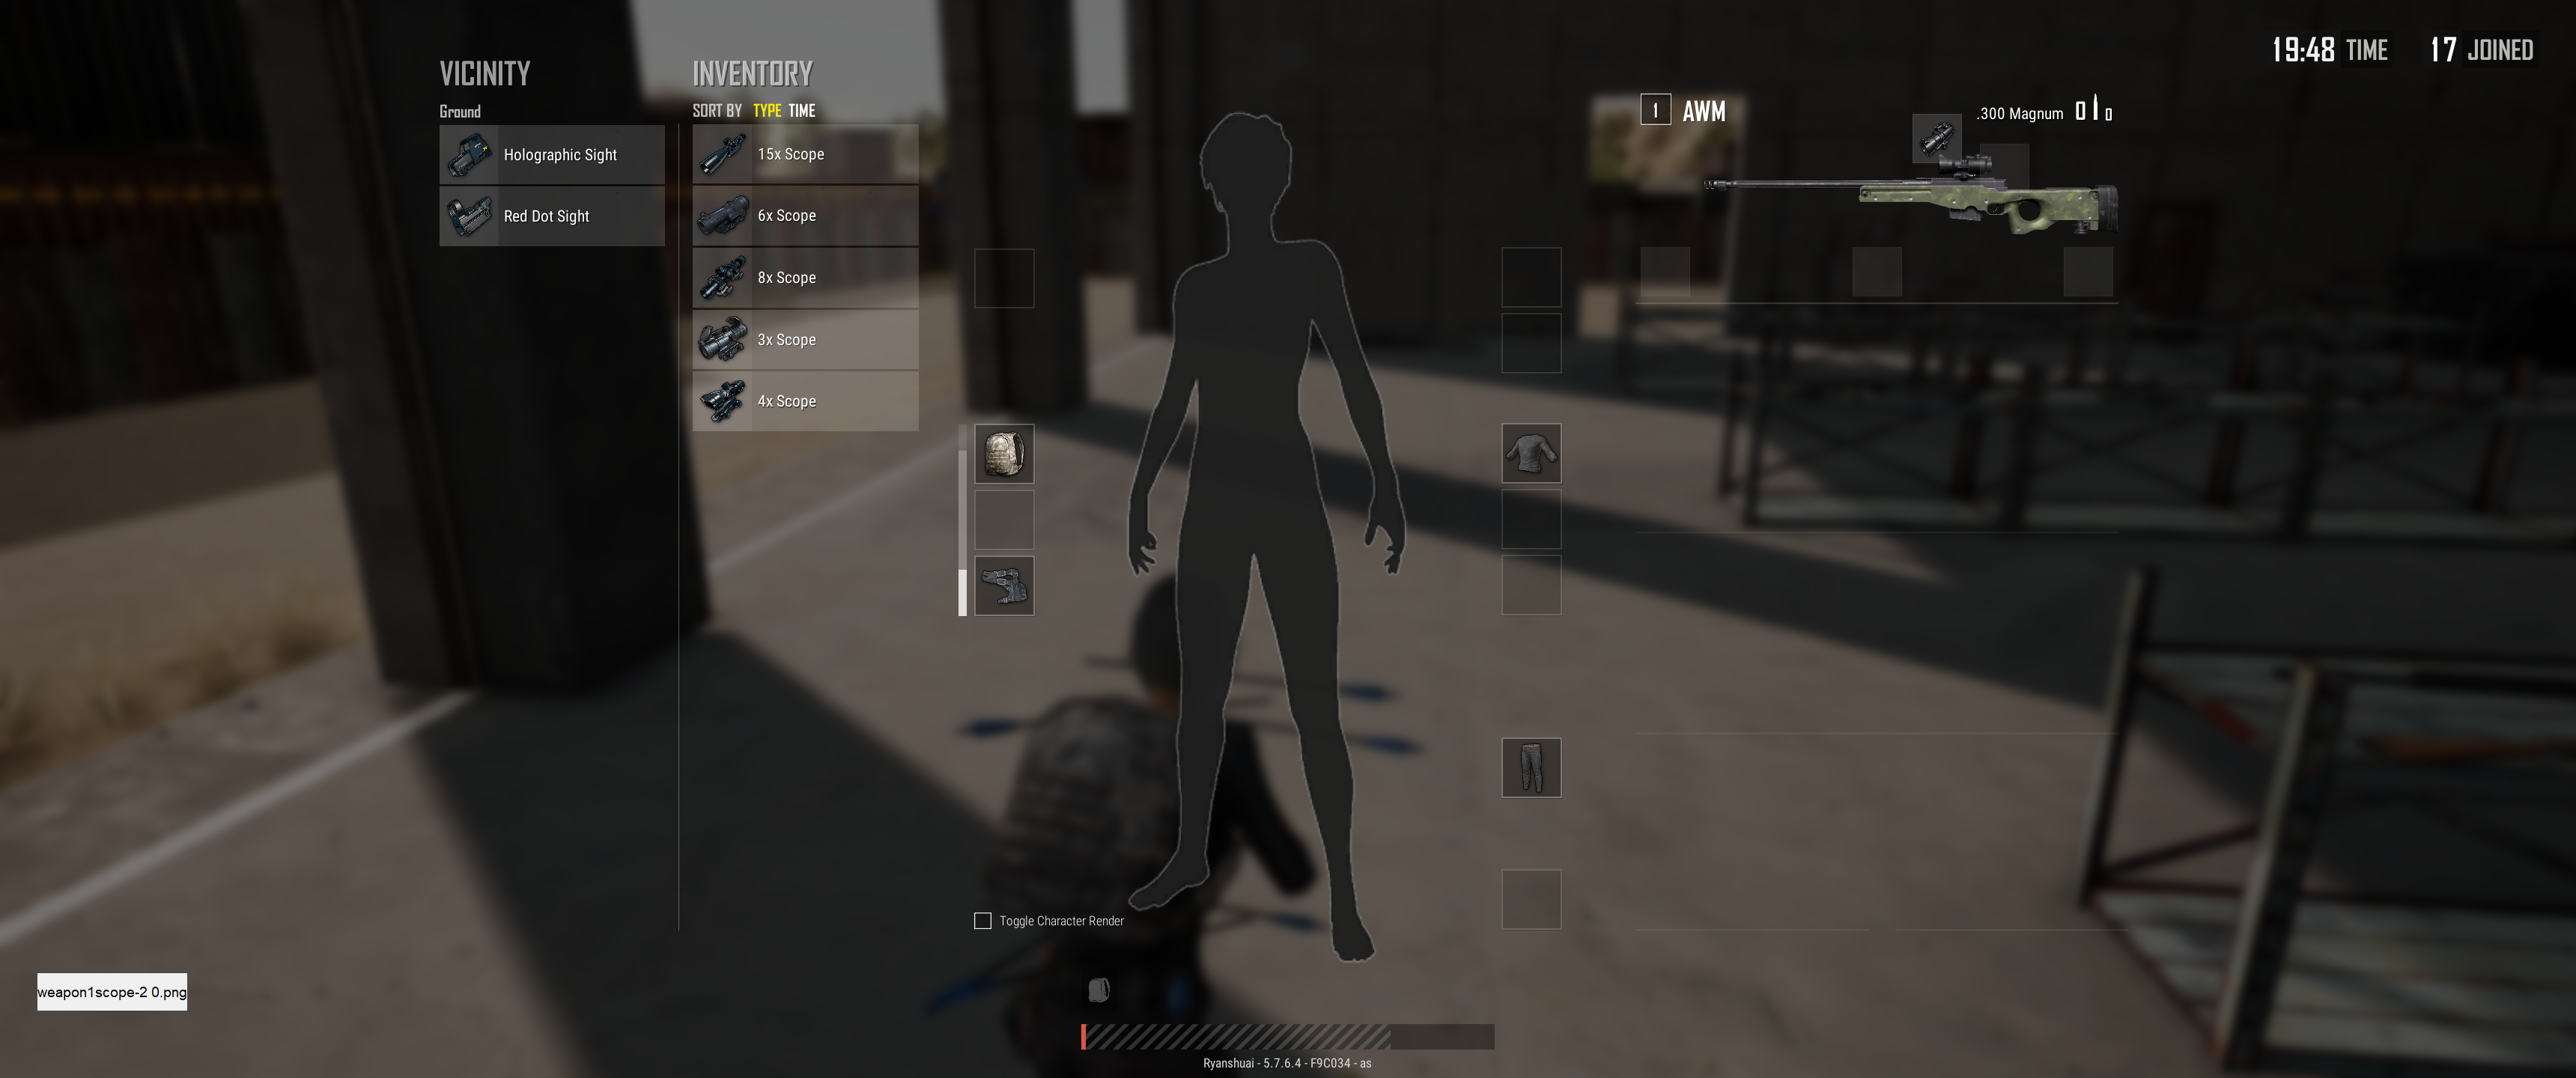 19:48 TIME 17 JOINED
VICINITY
Ground
Holographic Sight
Red Dot Sight
INVENTORY
SORT BY TYPE TIME
15x Scope
6x Scope
8x Scope
3x Scope
4x Scope
1 AWM
.300 Magnum 0 0
Toggle Character Render
weapon1scope-2 0.png
Ryanshuai - 5.7.6.4 - F9C034 - as